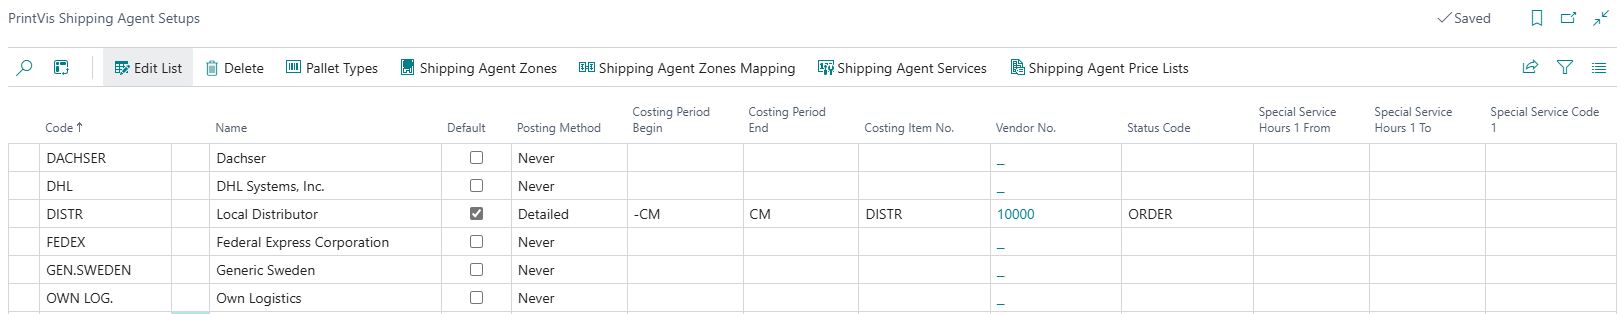 PrintVis Shipping Agent Setups
Saved
Edit List Delete Pallet Types Shipping Agent Zones Shipping Agent Zones Mapping Shipping Agent Services Shipping Agent Price Lists
Code ↑ Name Default Posting Method Costing Period Begin Costing Period End Costing Item No. Vendor No. Status Code Special Service Hours 1 From Special Service Hours 1 To Special Service Code 1
DACHSER Dachser Never _
DHL DHL Systems, Inc. Never _
DISTR Local Distributor Detailed -CM CM DISTR 10000 ORDER
FEDEX Federal Express Corporation Never _
GEN.SWEDEN Generic Sweden Never _
OWN LOG. Own Logistics Never _